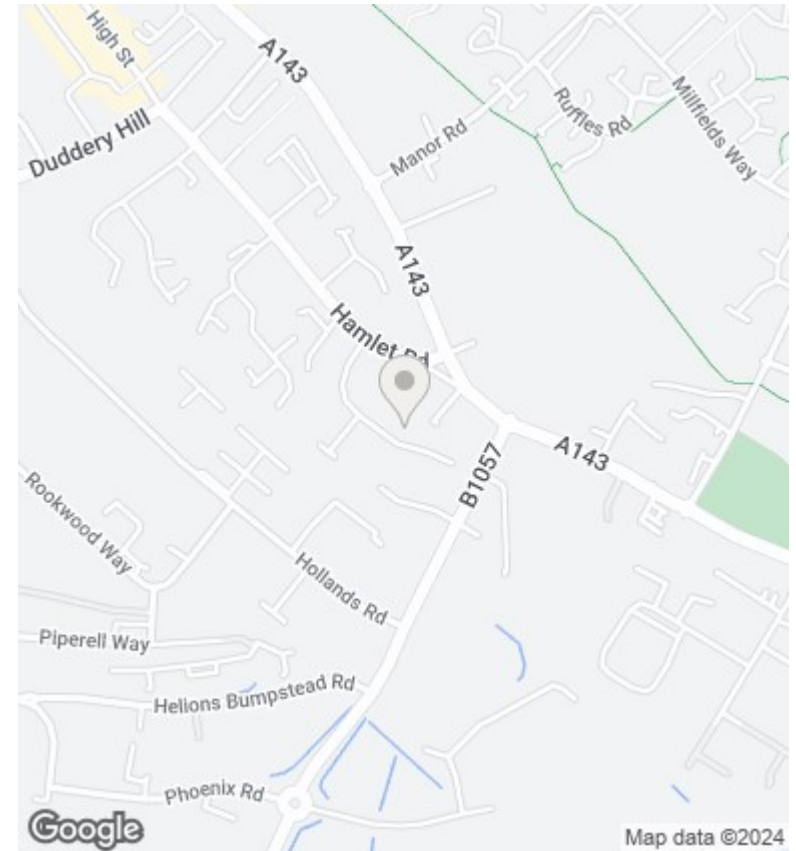 High St
A143
Duddery Hill
Manor Rd
Ruffles Rd
Millfields Way
A143
Hamlet Rd
A143
B1057
Rookwood Way
Hollands Rd
Piperell Way
Helions Bumpstead Rd
Phoenix Rd
Google
Map data ©2024